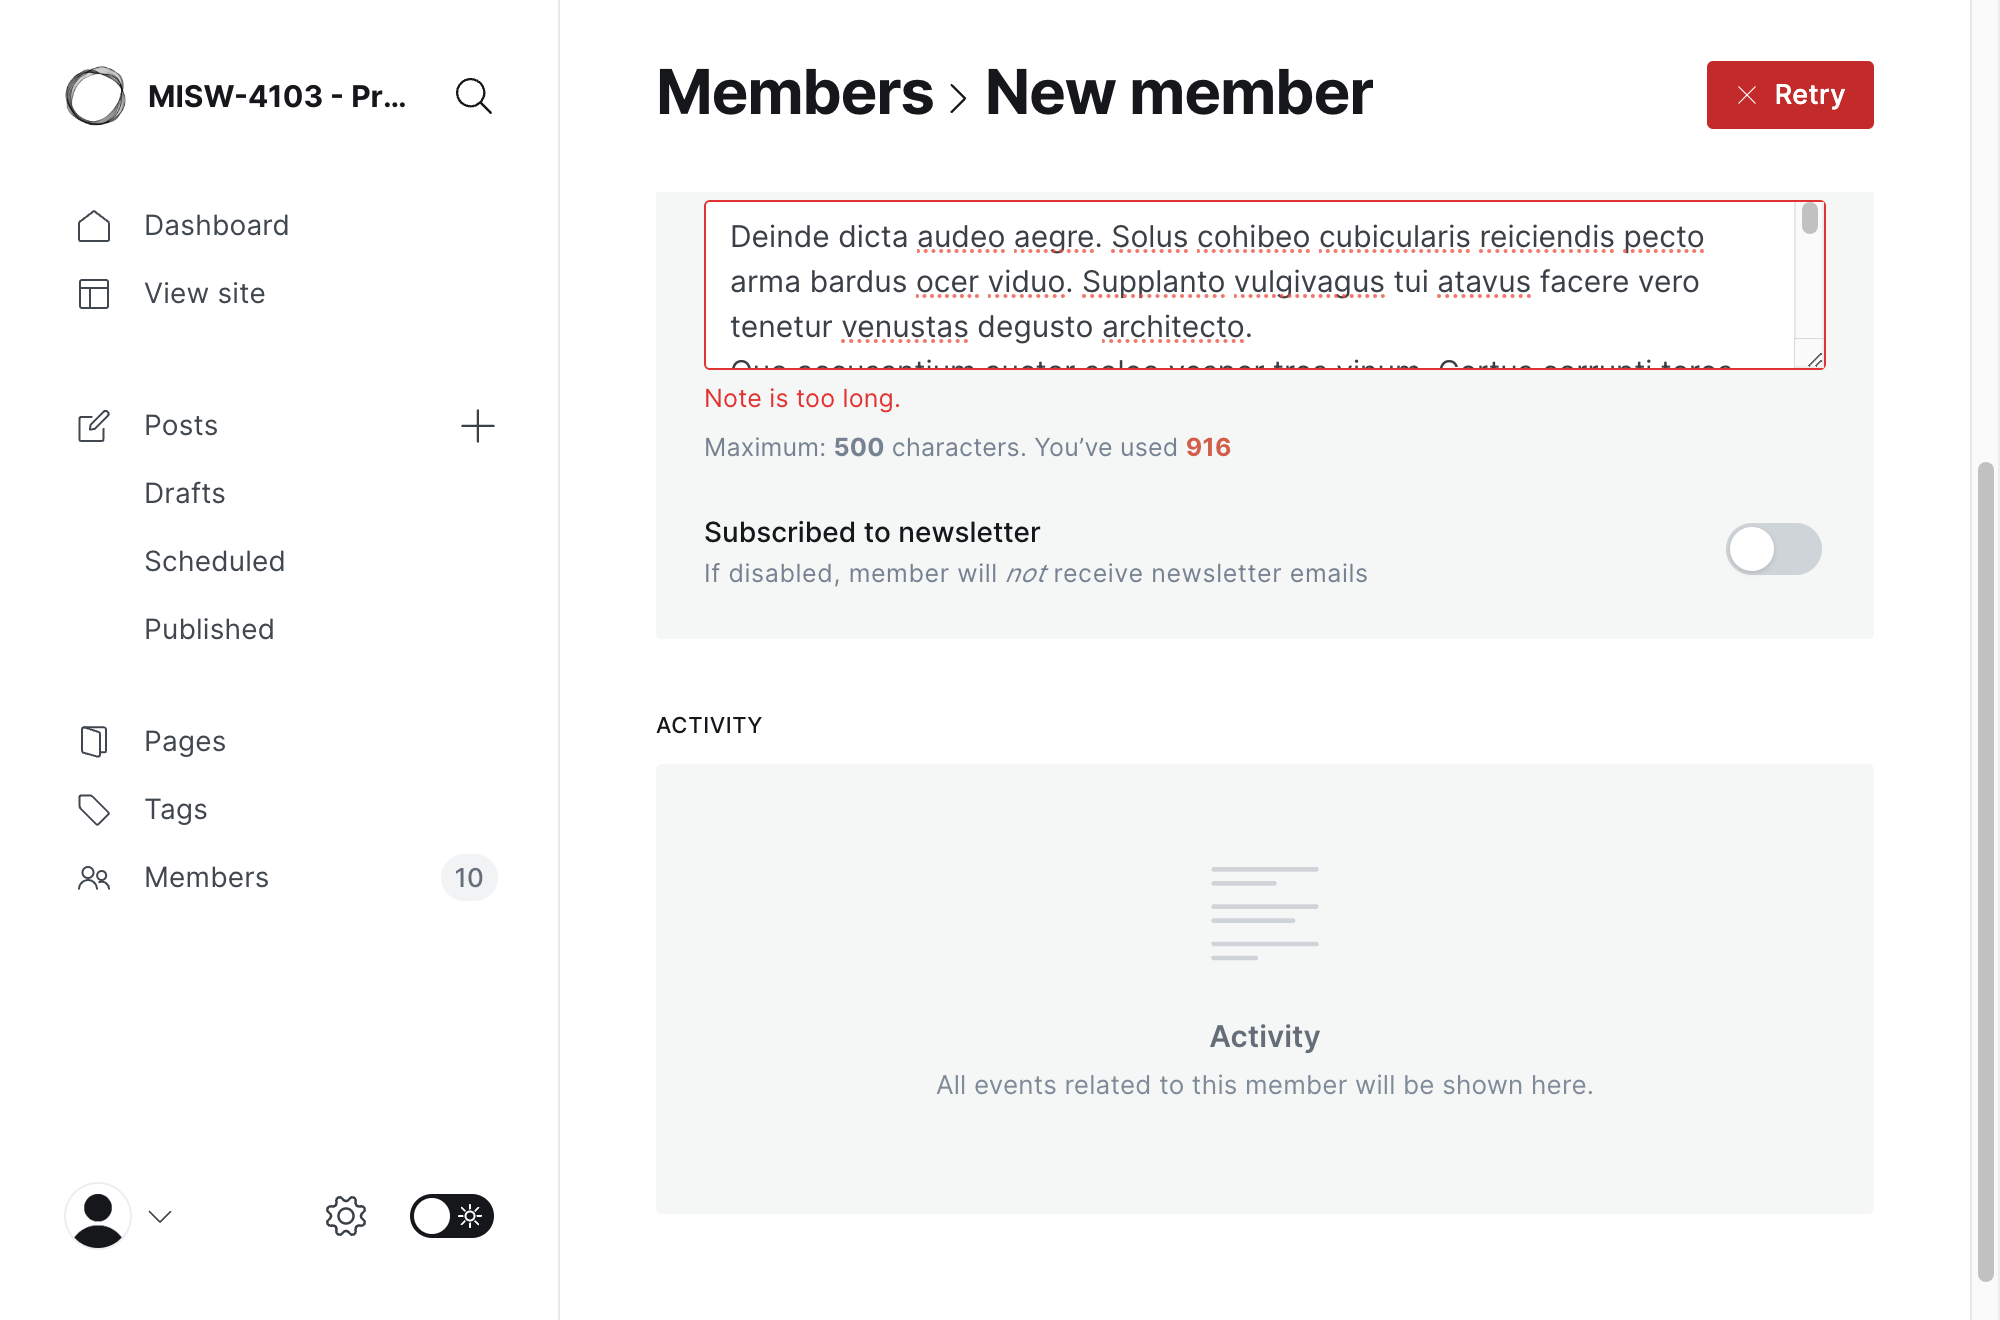 MISW-4103 - Pr...
Dashboard
View site
Posts
Drafts
Scheduled
Published
Pages
Tags
Members
10
Members > New member
Retry
Deinde dicta audeo aegre. Solus cohibeo cubicularis reiciendis pecto
arma bardus ocer viduo. Supplanto vulgivagus tui atavus facere vero
tenetur venustas degusto architecto.
Note is too long.
Maximum: 500 characters. You’ve used 916
Subscribed to newsletter
If disabled, member will not receive newsletter emails
ACTIVITY
Activity
All events related to this member will be shown here.